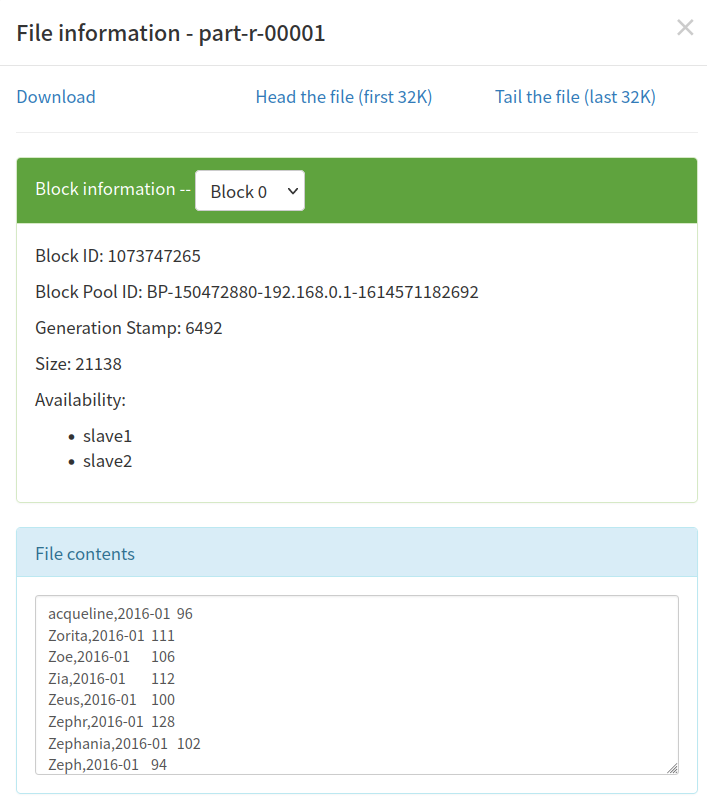 File information - part-r-00001
×
Download Head the file (first 32K) Tail the file (last 32K)
Block information -- Block 0
Block ID: 1073747265
Block Pool ID: BP-150472880-192.168.0.1-1614571182692
Generation Stamp: 6492
Size: 21138
Availability:
• slave1
• slave2
File contents
acqueline,2016-01 96
Zorita,2016-01 111
Zoe,2016-01 106
Zia,2016-01 112
Zeus,2016-01 100
Zephr,2016-01 128
Zephania,2016-01 102
Zeph,2016-01 94